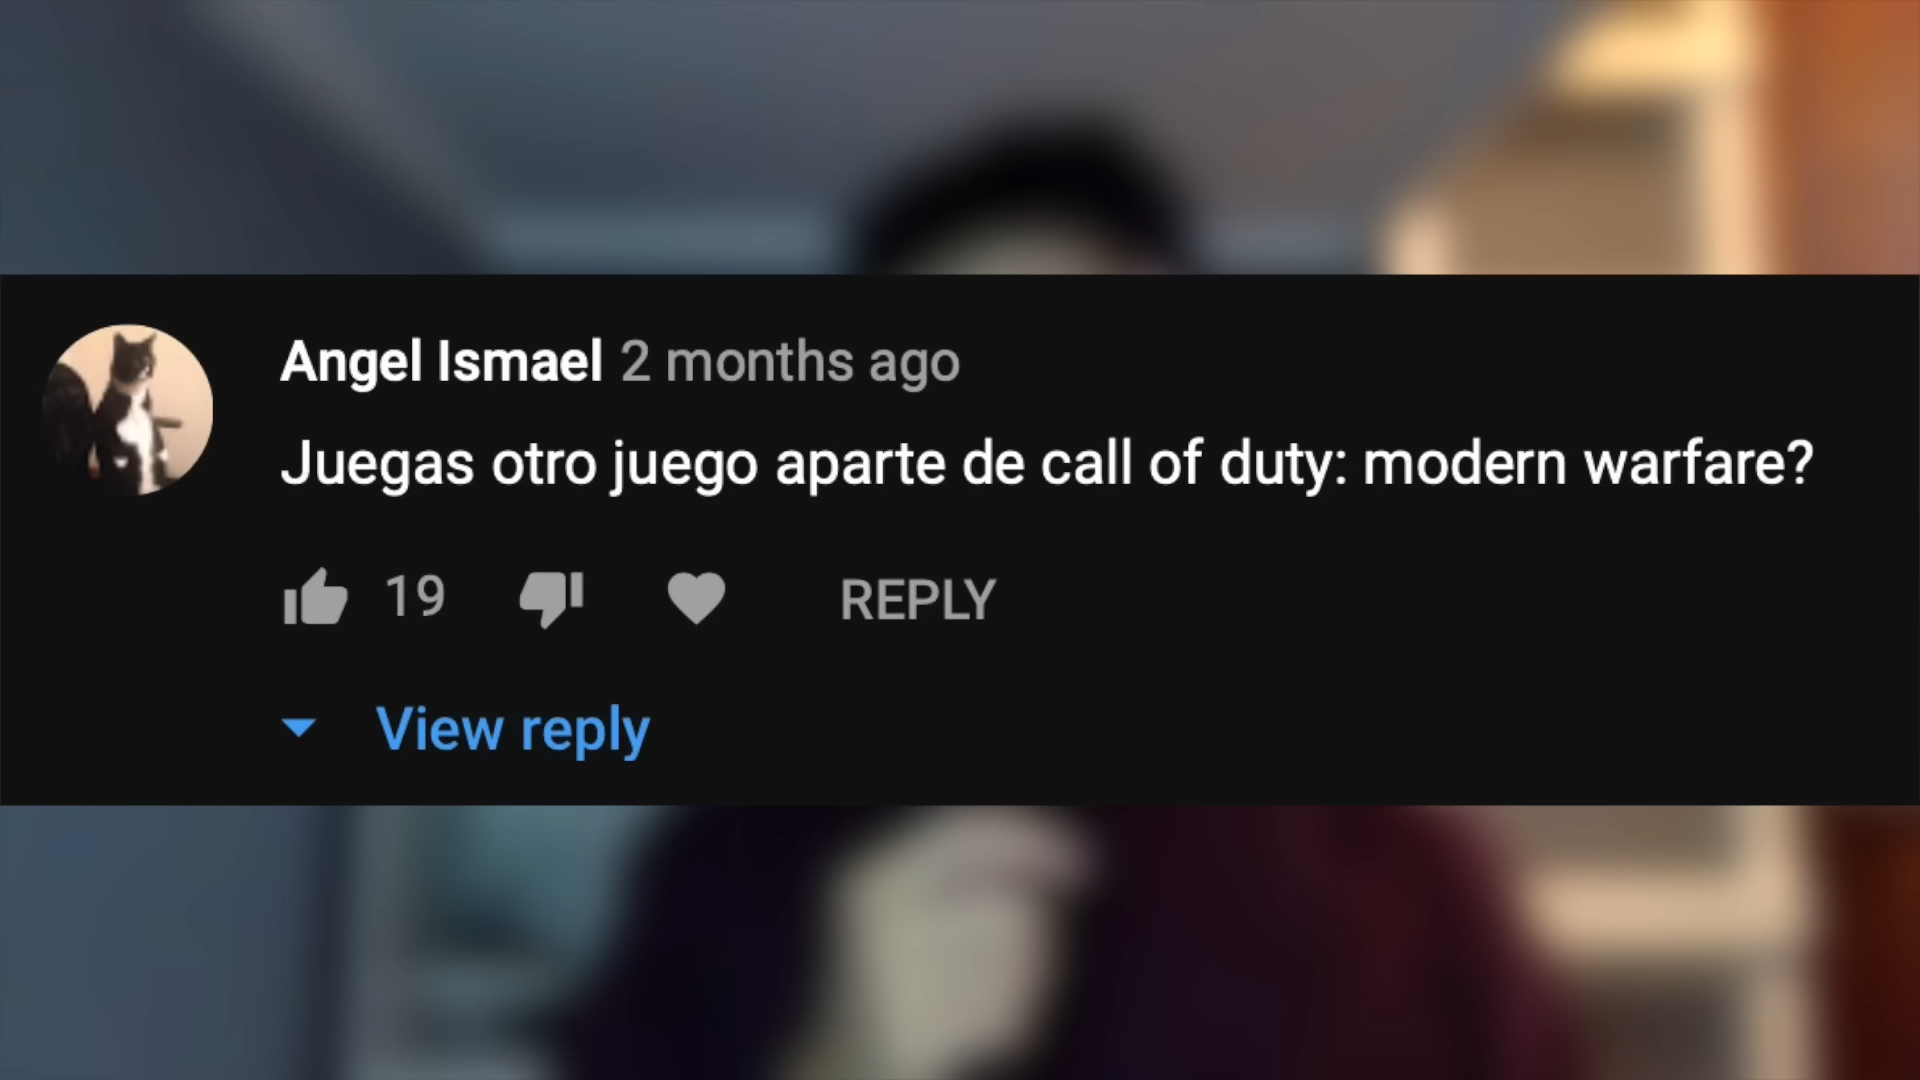 Angel Ismael 2 months ago
Juegas otro juego aparte de call of duty: modern warfare?
19 REPLY
View reply